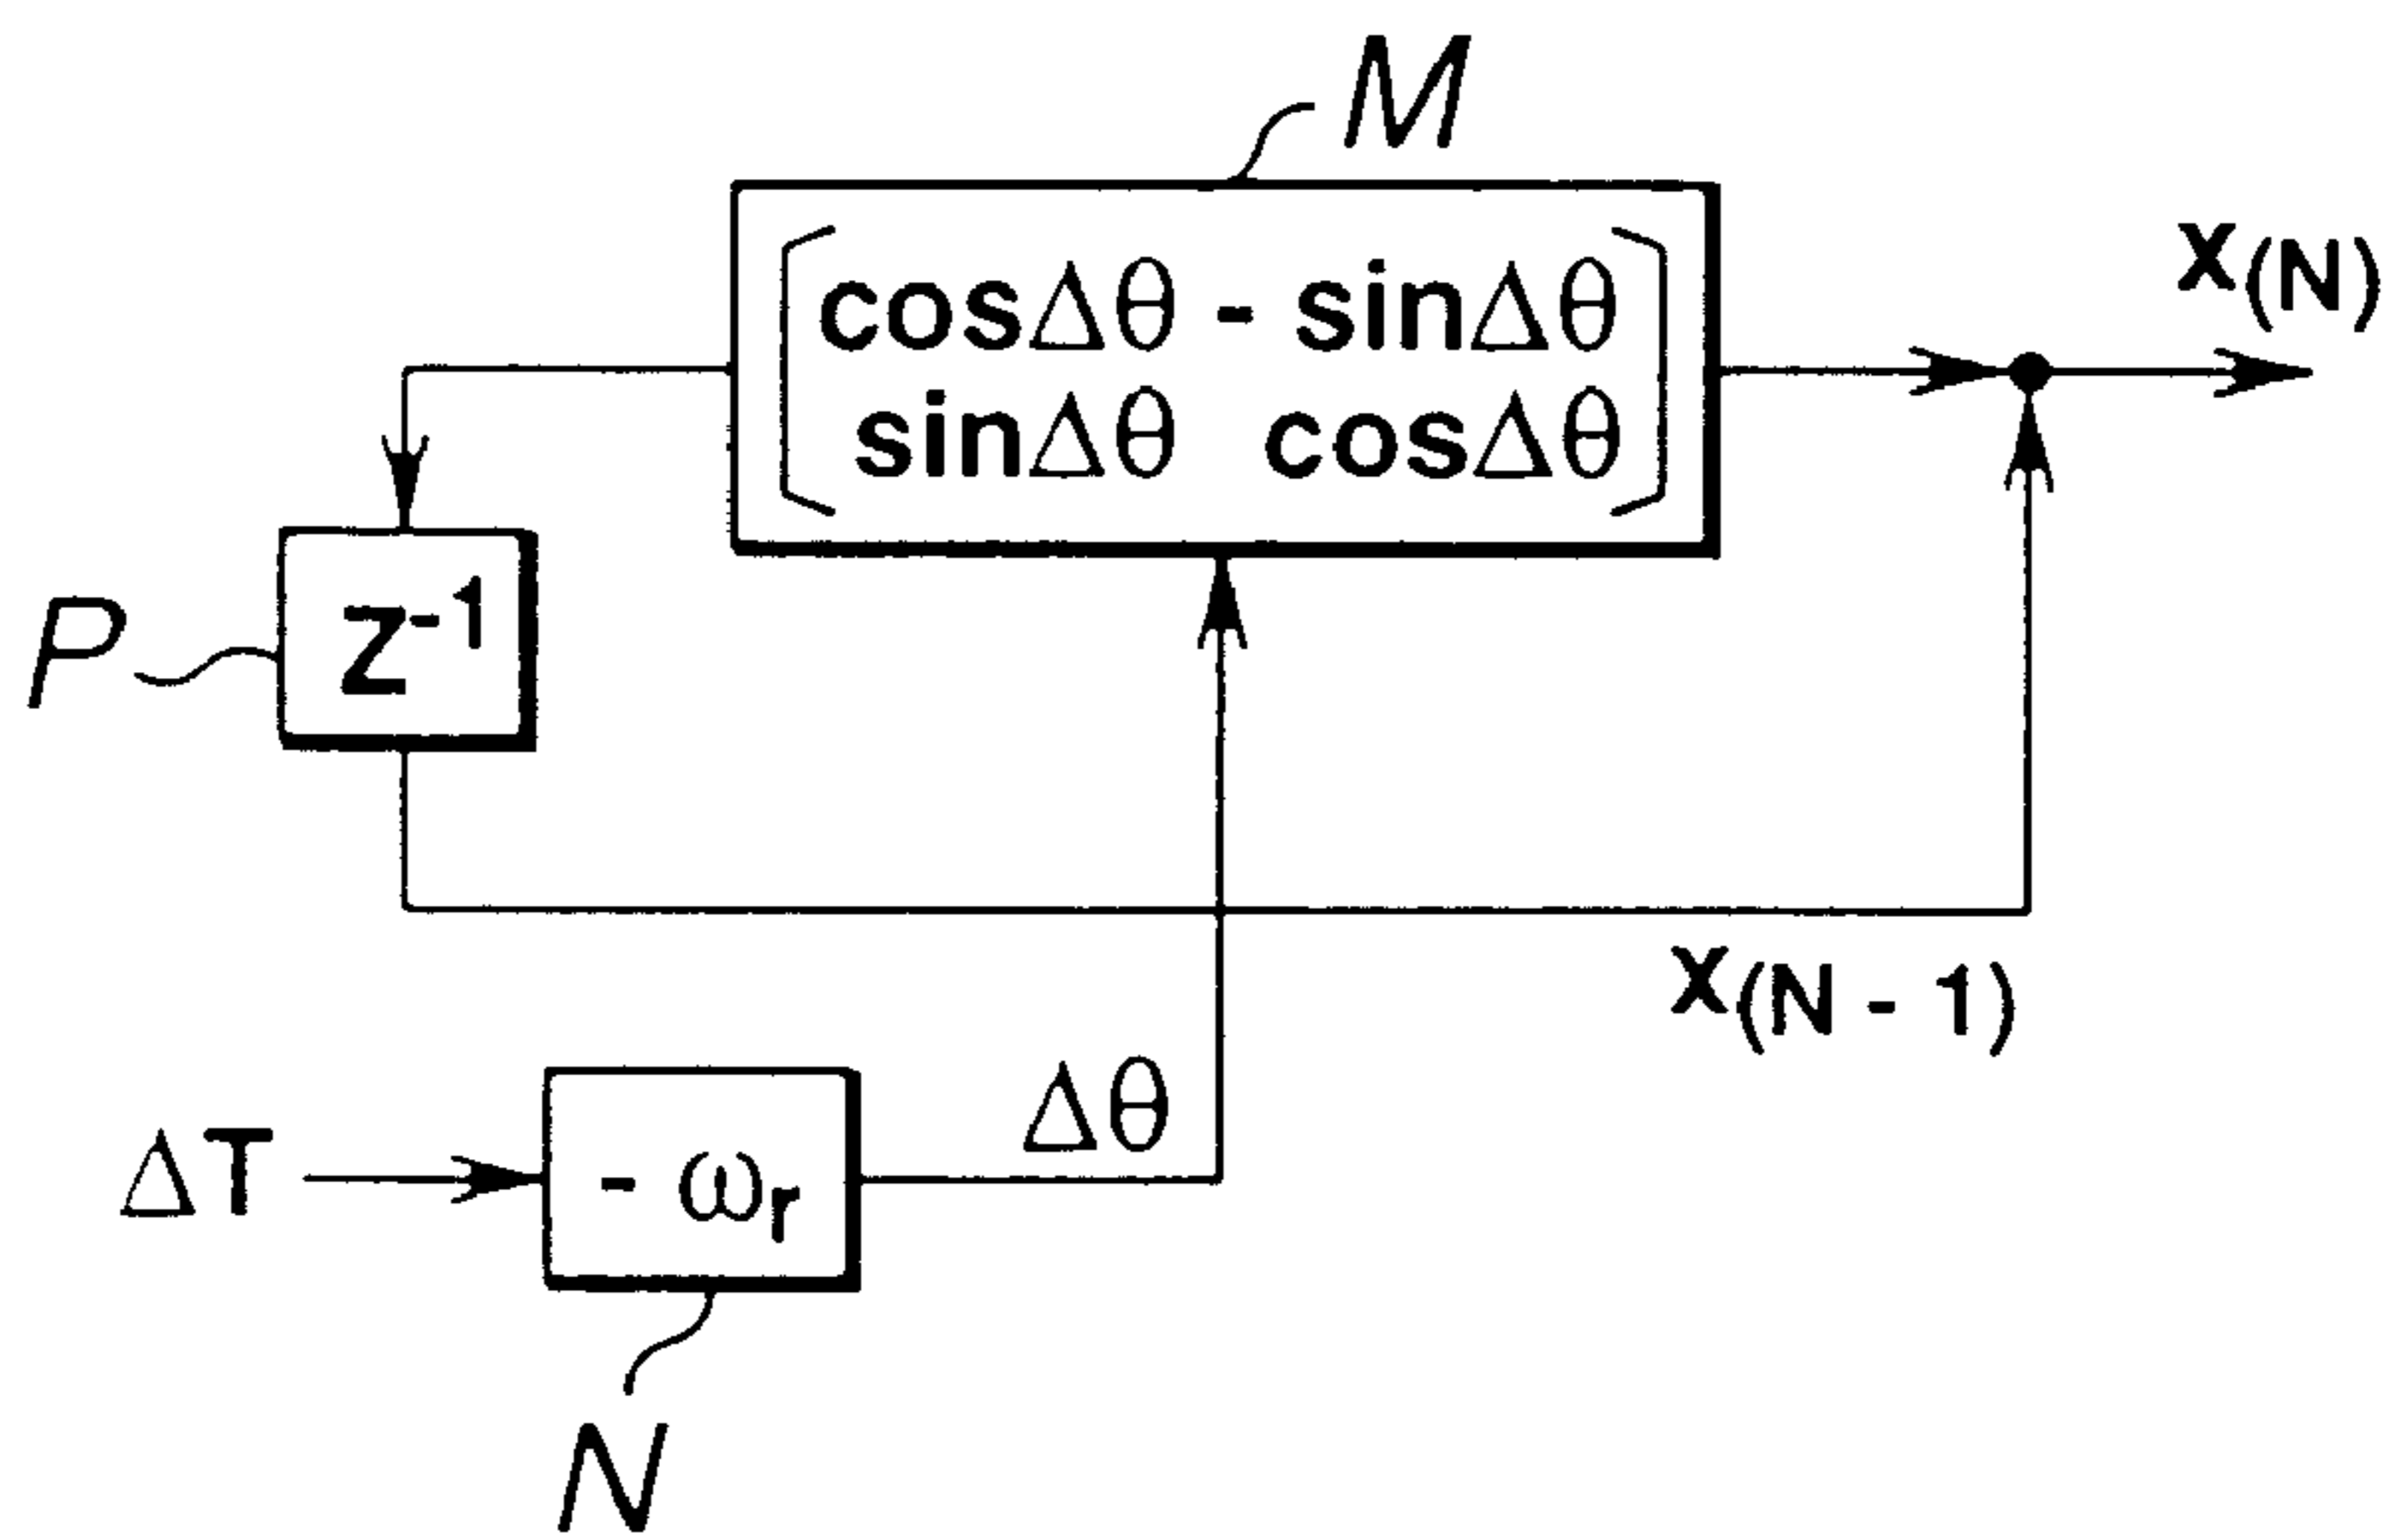 M
cosΔθ - sinΔθ
sinΔθ cosΔθ
x(N)
P
z-1
x(N - 1)
Δθ
ΔT
- ωr
N